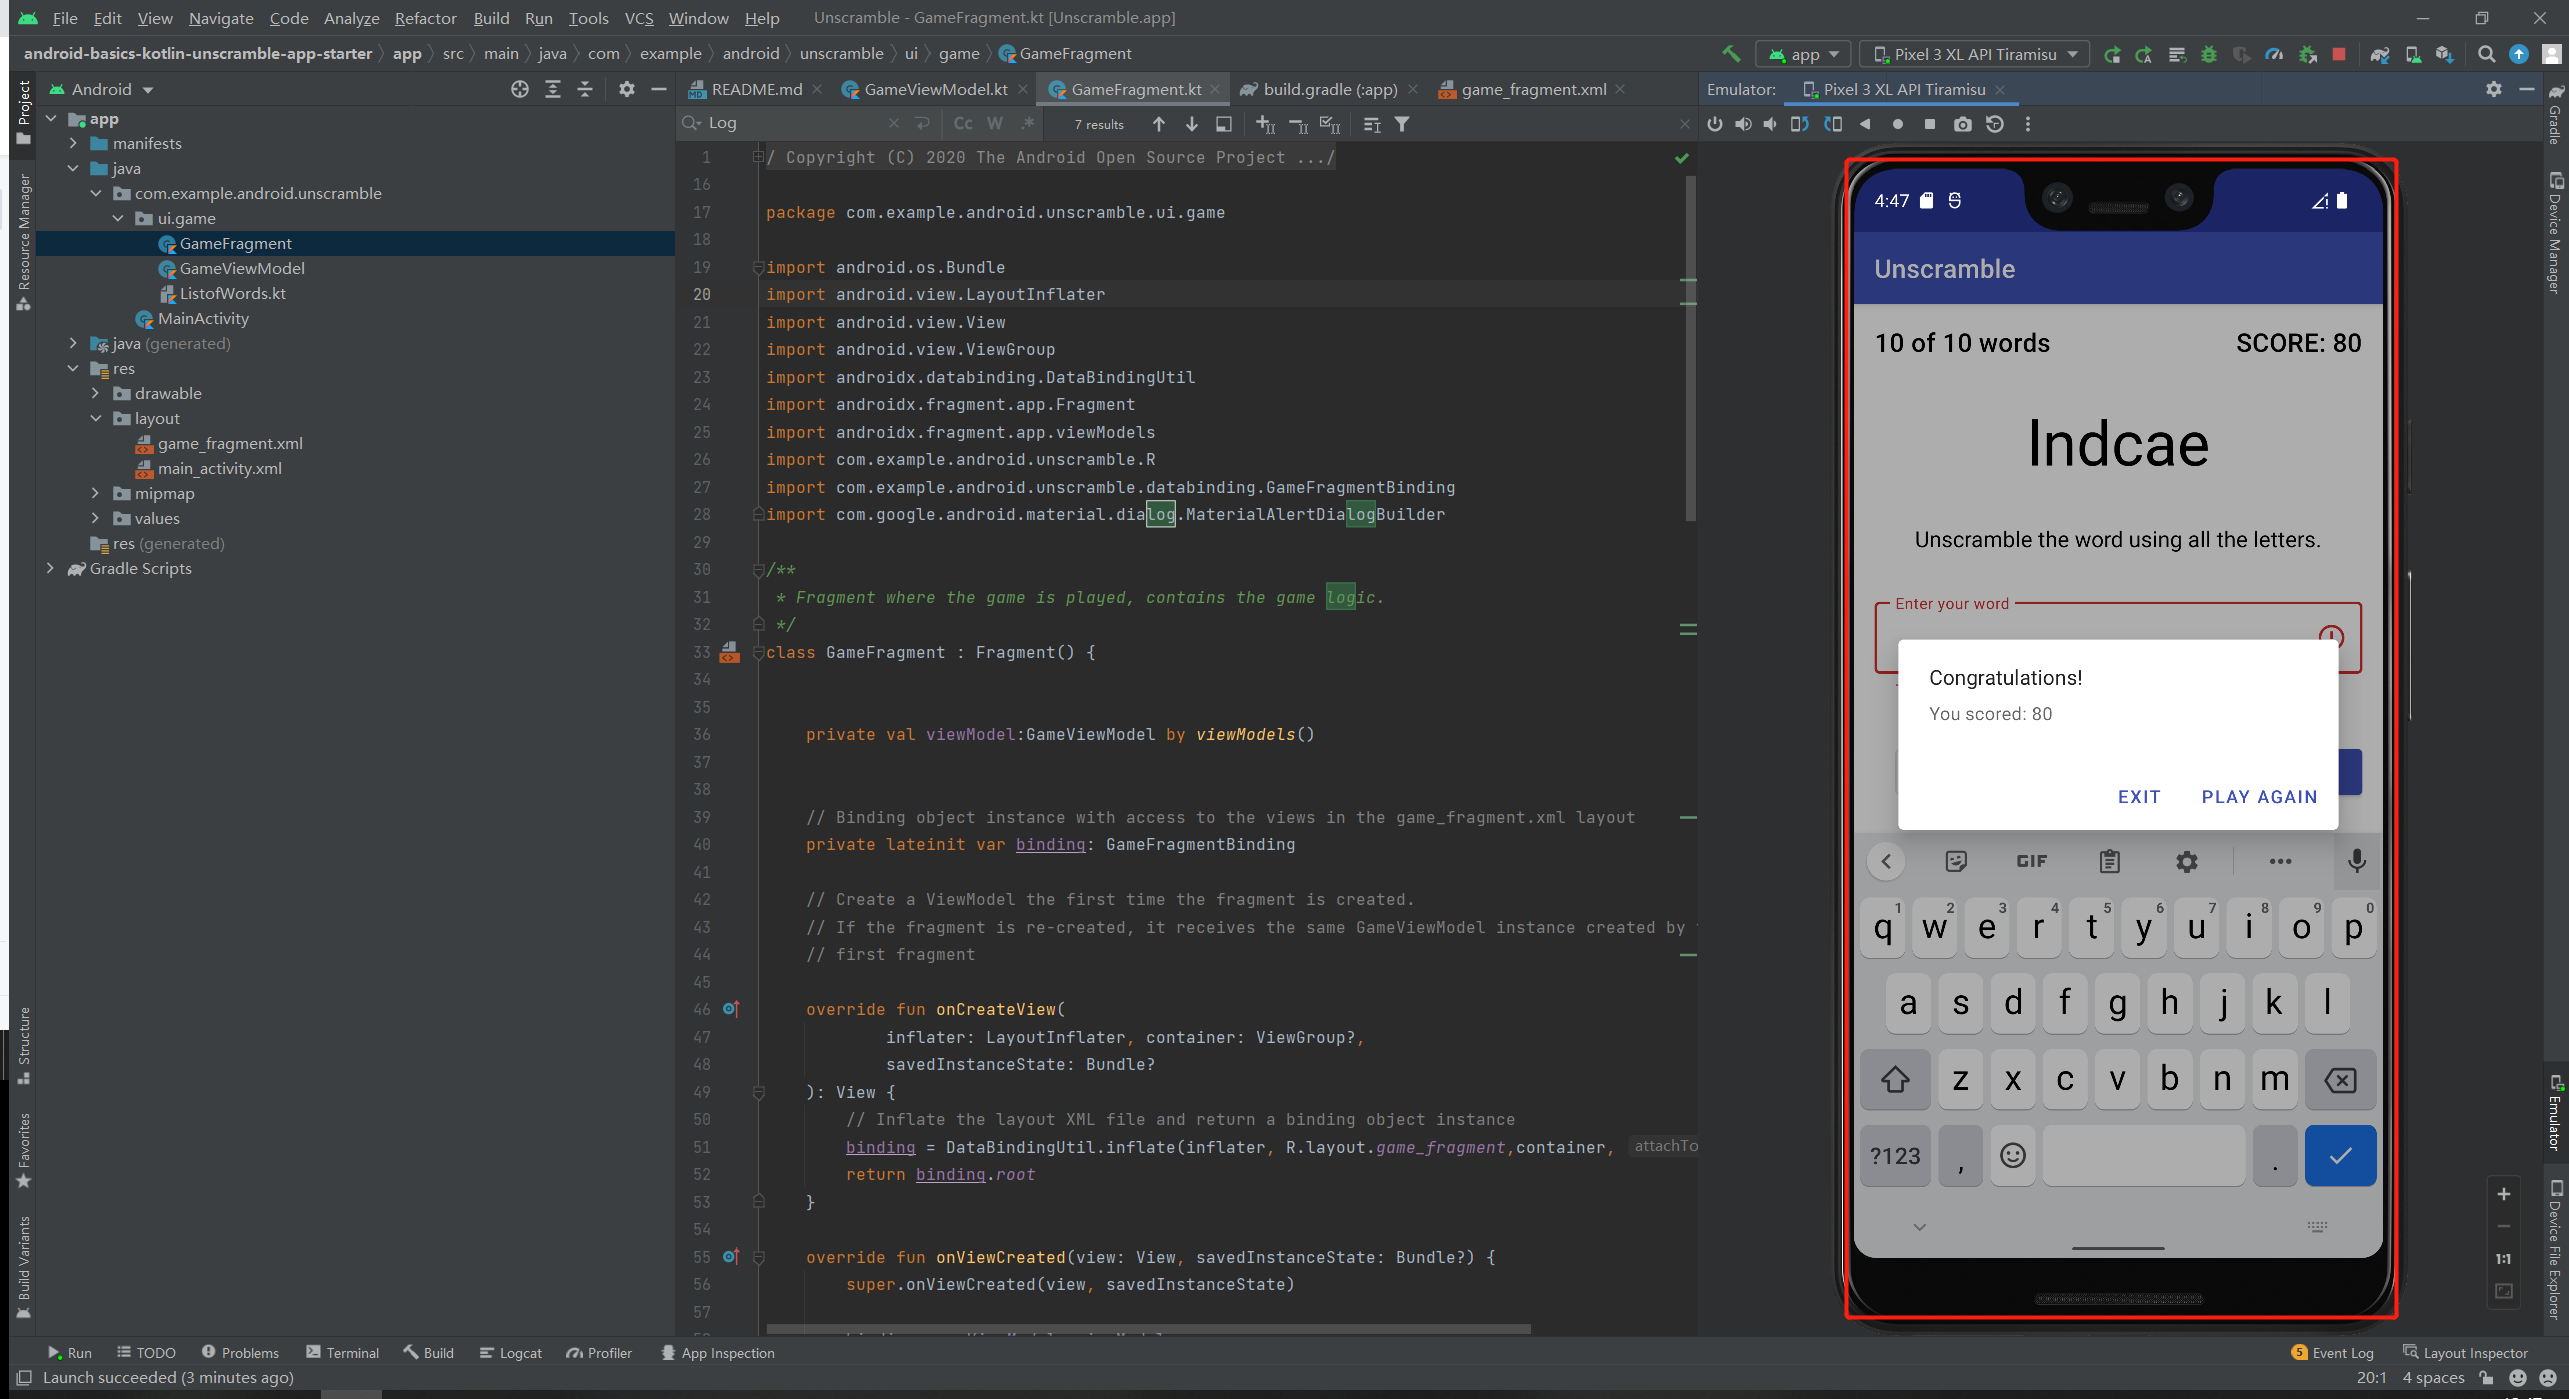 File Edit View Navigate Code Analyze Refactor Build Run Tools VCS Window Help Unscramble - GameFragment.kt [Unscramble.app]
android-basics-kotlin-unscramble-app-starter app src main java com example android unscramble ui game GameFragment app Pixel 3 XL API Tiramisu
Android
README.md GameViewModel.kt GameFragment.kt build.gradle (:app) game_fragment.xml
Emulator: Pixel 3 XL API Tiramisu
Log Cc W .* 7 results
Project
Resource Manager
Structure
Favorites
Build Variants
app
manifests
java
com.example.android.unscramble
ui.game
GameFragment
GameViewModel
ListofWords.kt
MainActivity
java (generated)
res
drawable
layout
game_fragment.xml
main_activity.xml
mipmap
values
res (generated)
Gradle Scripts
1 / Copyright (C) 2020 The Android Open Source Project .../
16
17 package com.example.android.unscramble.ui.game
18
19 import android.os.Bundle
20 import android.view.LayoutInflater
21 import android.view.View
22 import android.view.ViewGroup
23 import androidx.databinding.DataBindingUtil
24 import androidx.fragment.app.Fragment
25 import androidx.fragment.app.viewModels
26 import com.example.android.unscramble.R
27 import com.example.android.unscramble.databinding.GameFragmentBinding
28 import com.google.android.material.dialog.MaterialAlertDialogBuilder
29
30 /**
31 * Fragment where the game is played, contains the game logic.
32 */
33 class GameFragment : Fragment() {
34
35
36 private val viewModel:GameViewModel by viewModels()
37
38
39 // Binding object instance with access to the views in the game_fragment.xml layout
40 private lateinit var binding: GameFragmentBinding
41
42 // Create a ViewModel the first time the fragment is created.
43 // If the fragment is re-created, it receives the same GameViewModel instance created by
44 // first fragment
45
46 override fun onCreateView(
47 inflater: LayoutInflater, container: ViewGroup?,
48 savedInstanceState: Bundle?
49 ): View {
50 // Inflate the layout XML file and return a binding object instance
51 binding = DataBindingUtil.inflate(inflater, R.layout.game_fragment,container, attachTo
52 return binding.root
53 }
54
55 override fun onViewCreated(view: View, savedInstanceState: Bundle?) {
56 super.onViewCreated(view, savedInstanceState)
57
4:47
Unscramble
10 of 10 words SCORE: 80
lndcae
Unscramble the word using all the letters.
Enter your word
Congratulations!
You scored: 80
EXIT PLAY AGAIN
GIF
q1 w2 e3 r4 t5 y6 u7 i8 o9 p0
a s d f g h j k l
z x c v b n m
?123 , .
1:1
Gradle
Device Manager
Emulator
Device File Explorer
Run TODO Problems Terminal Build Logcat Profiler App Inspection 5 Event Log Layout Inspector
Launch succeeded (3 minutes ago) 20:1 4 spaces